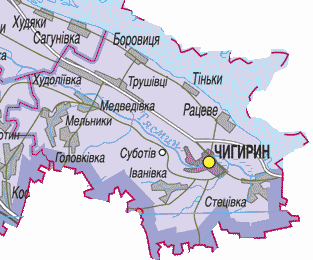 Худяки
Сагунівка
Боровиця
Худоліївка
Трушівці
Тіньки
Медведівка
Рацеве
Мельники
Тясмин
Головківка
Суботів
ЧИГИРИН
Іванівка
Стецівка